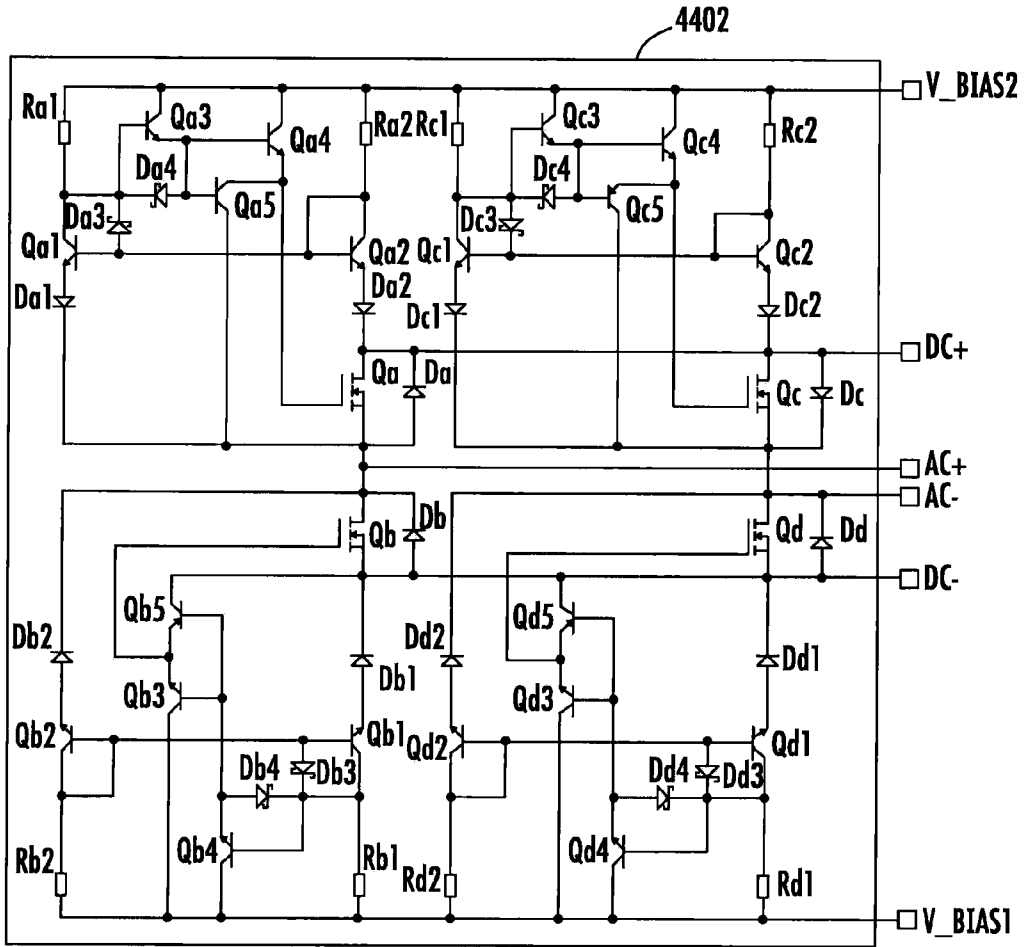 4402
V_BIAS2
Ra1
Qa3
Qa4
Ra2
Rc1
Qc3
Qc4
Rc2
Da4
Qa5
Dc4
Qc5
Da3
Dc3
Qa1
Qa2
Qc1
Qc2
Da1
Da2
Dc1
Dc2
DC+
Qa
Da
Qc
Dc
AC+
AC-
Qb
Db
Qd
Dd
DC-
Qb5
Qd5
Db2
Dd2
Db1
Dd1
Qb3
Qd3
Qb2
Qb1
Qd2
Qd1
Db4
Db3
Dd4
Dd3
Qb4
Qd4
Rb2
Rb1
Rd2
Rd1
V_BIAS1